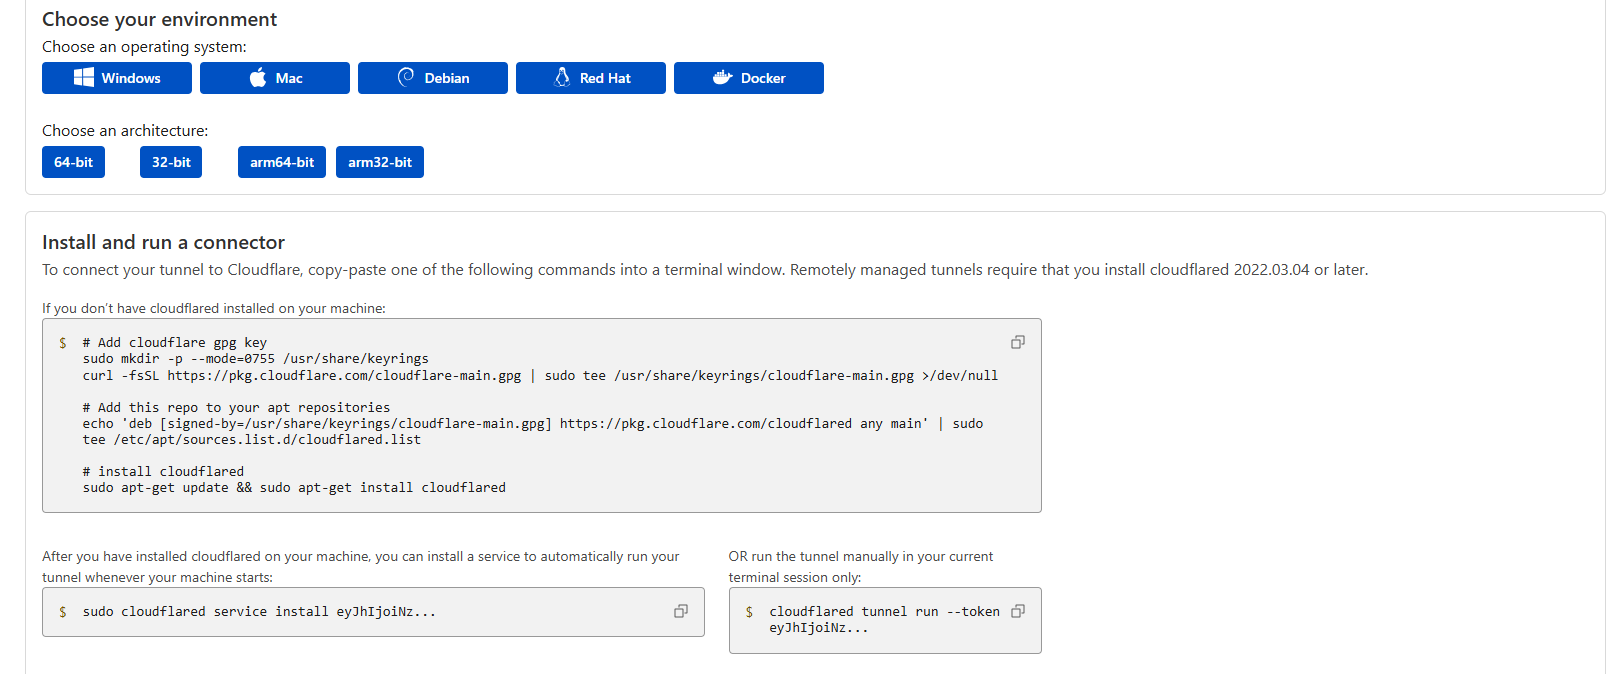 Choose your environment
Choose an operating system:
Windows
Mac
Debian
Red Hat
Docker
Choose an architecture:
64-bit
32-bit
arm64-bit
arm32-bit
Install and run a connector
To connect your tunnel to Cloudflare, copy-paste one of the following commands into a terminal window. Remotely managed tunnels require that you install cloudflared 2022.03.04 or later.
If you don't have cloudflared installed on your machine:
$ # Add cloudflare gpg key
sudo mkdir -p --mode=0755 /usr/share/keyrings
curl -fsSL https://pkg.cloudflare.com/cloudflare-main.gpg | sudo tee /usr/share/keyrings/cloudflare-main.gpg >/dev/null
# Add this repo to your apt repositories
echo 'deb [signed-by=/usr/share/keyrings/cloudflare-main.gpg] https://pkg.cloudflare.com/cloudflared any main' | sudo
tee /etc/apt/sources.list.d/cloudflared.list
# install cloudflared
sudo apt-get update && sudo apt-get install cloudflared
After you have installed cloudflared on your machine, you can install a service to automatically run your
tunnel whenever your machine starts:
$ sudo cloudflared service install eyJhIjoiNz...
OR run the tunnel manually in your current
terminal session only:
$ cloudflared tunnel run --token
eyJhIjoiNz...